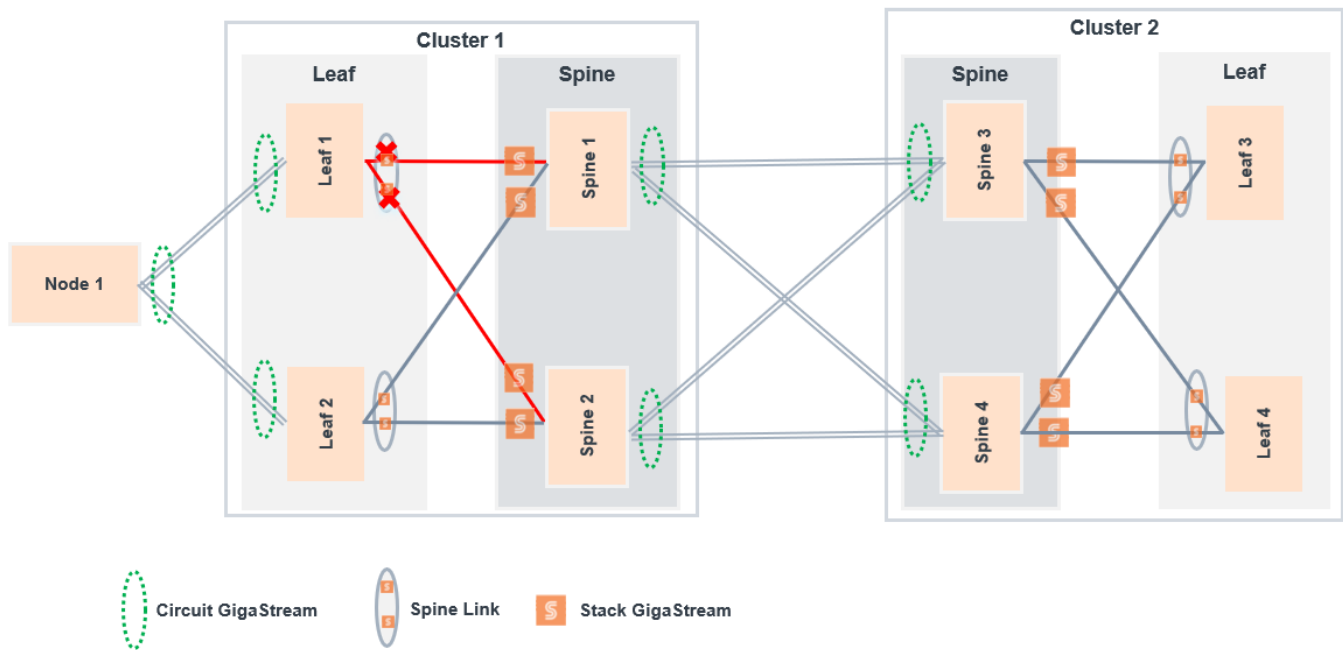 Cluster 1
Cluster 2
Leaf
Spine
Spine
Leaf
Leaf 1
Spine 1
Spine 3
Leaf 3
Node 1
Leaf 2
Spine 2
Spine 4
Leaf 4
Circuit GigaStream
Spine Link
Stack GigaStream